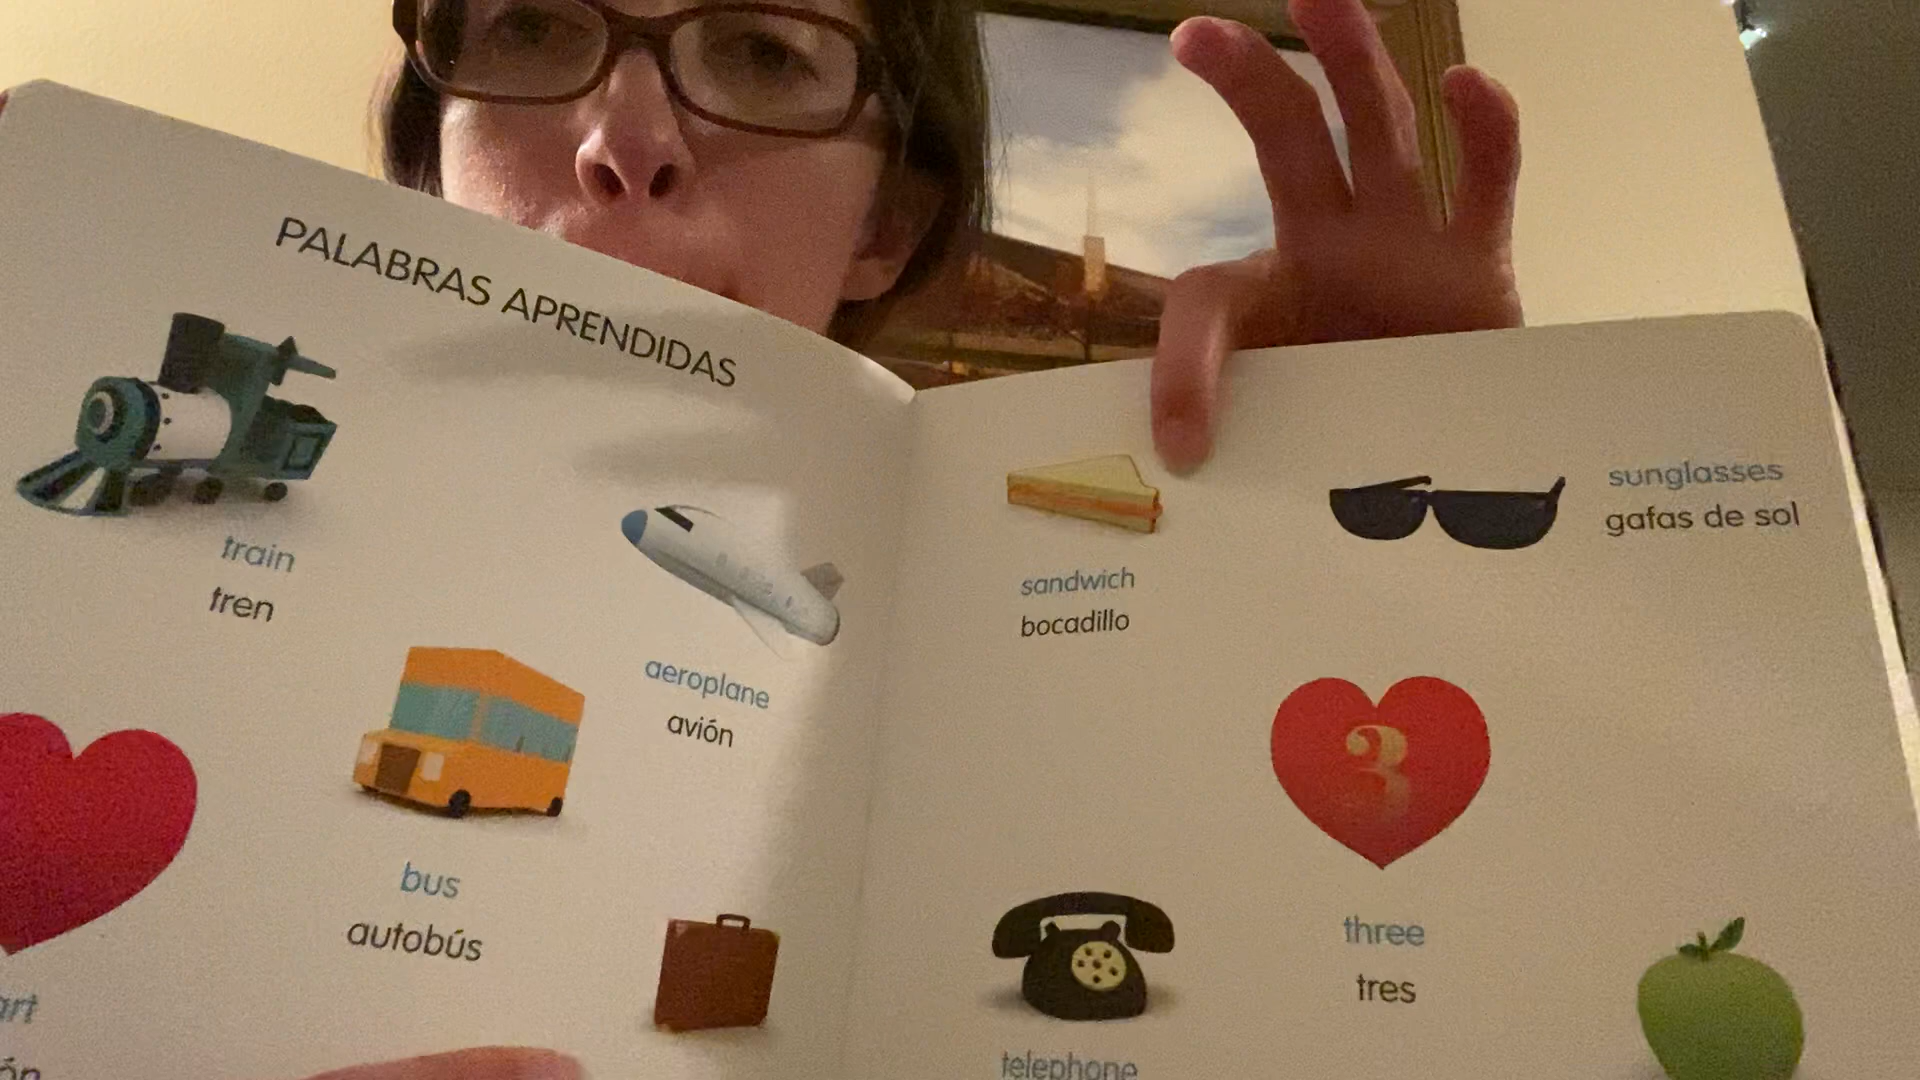 PALABRAS APRENDIDAS
train
tren
aeroplane
avión
bus
autobús
sandwich
bocadillo
sunglasses
gafas de sol
3
three
tres
telephone